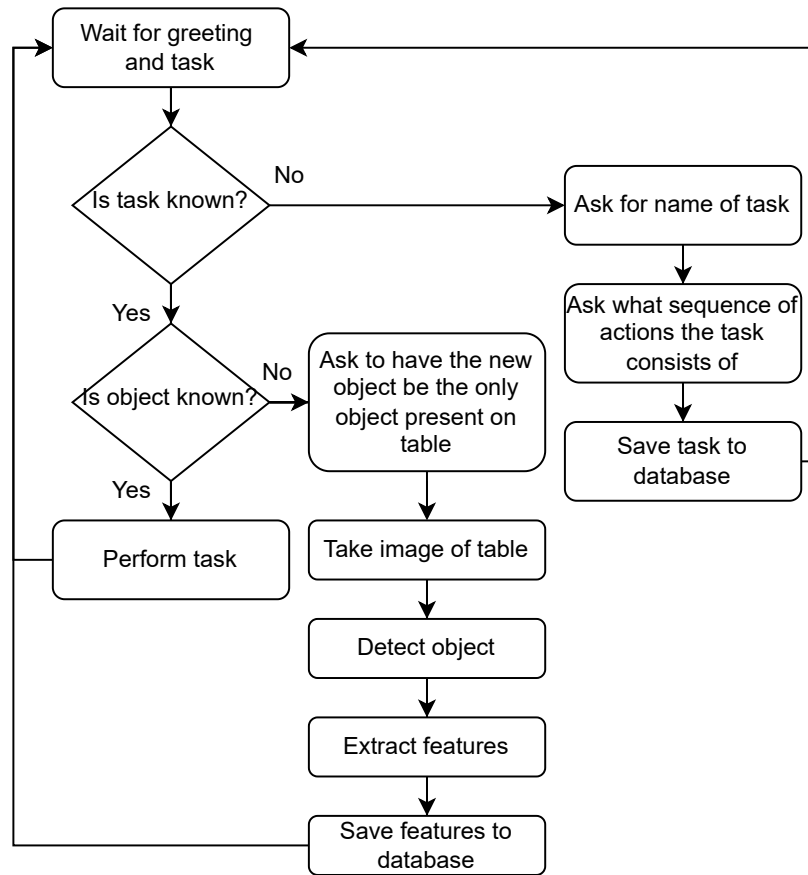 Wait for greeting
and task
No
Is task known?
Ask for name of task
Yes
Ask what sequence of
actions the task
consists of
Is object known?
No
Ask to have the new
object be the only
object present on
table
Save task to
database
Yes
Perform task
Take image of table
Detect object
Extract features
Save features to
database